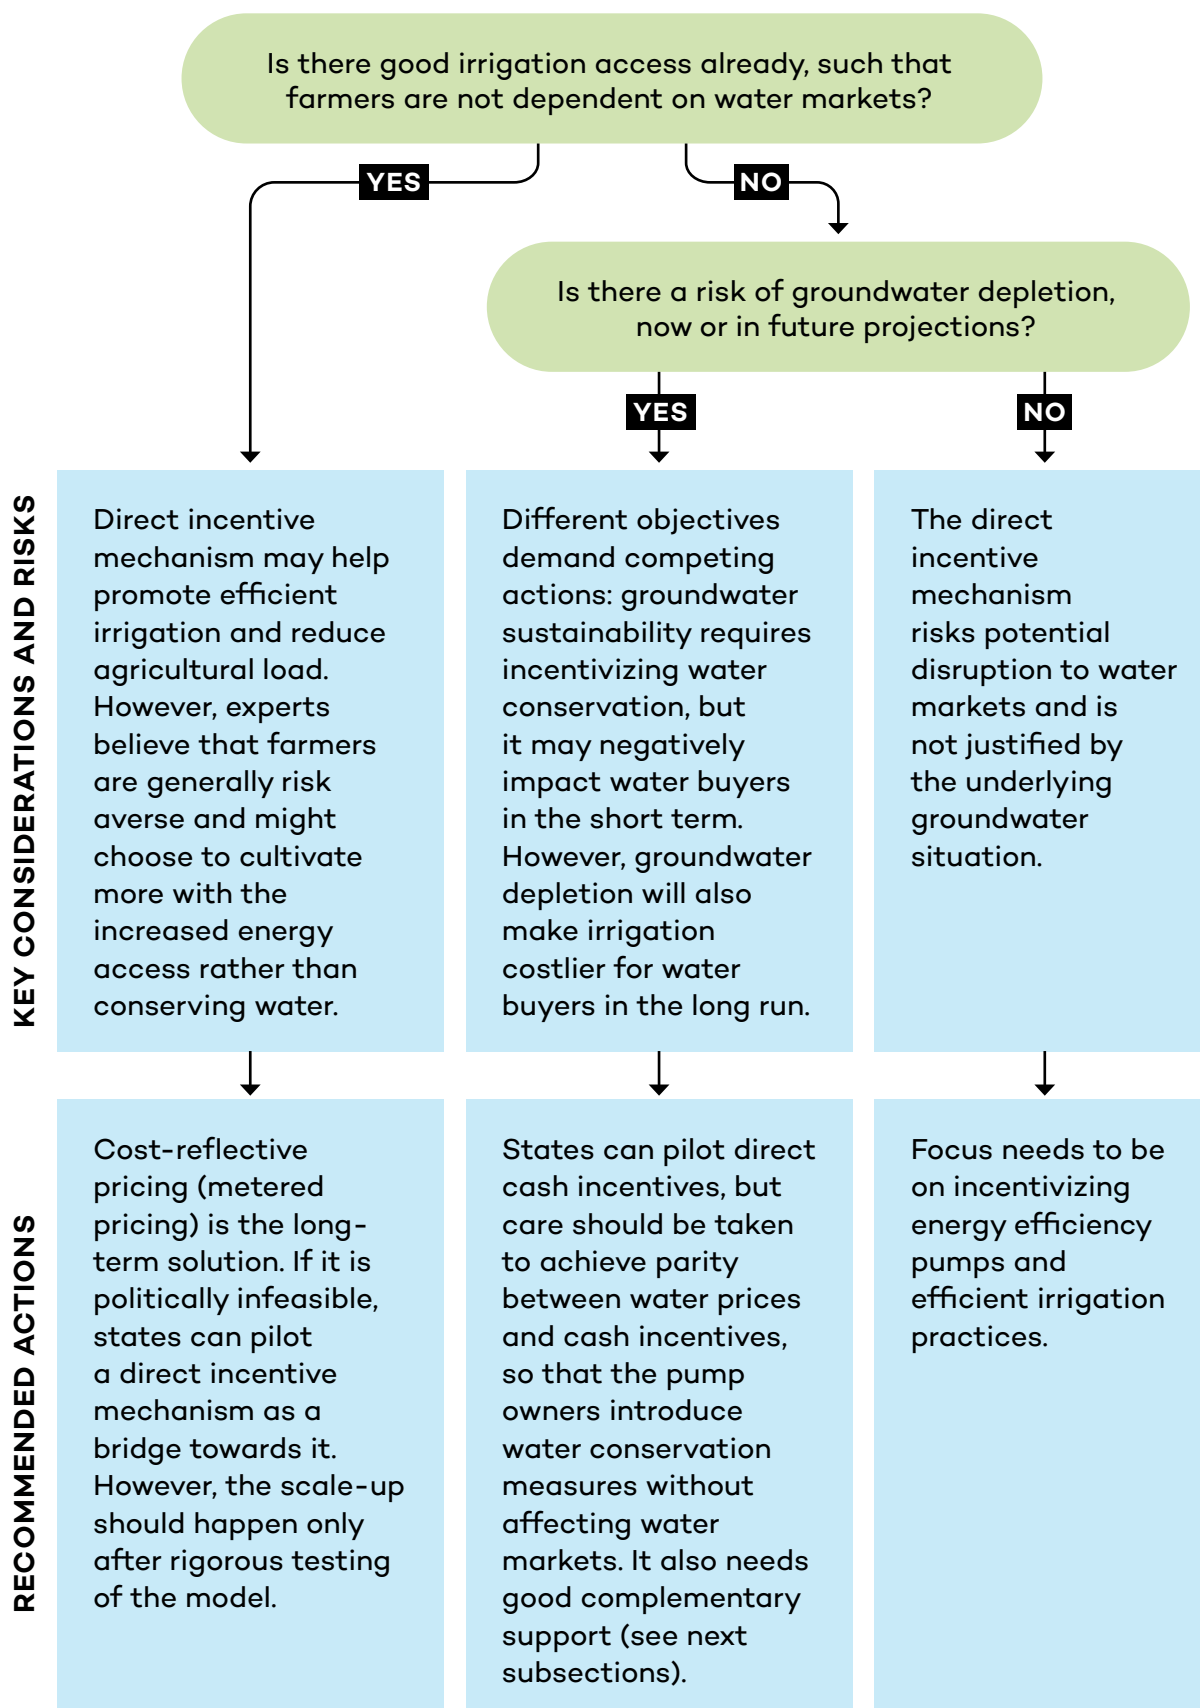 Is there good irrigation access already, such that
farmers are not dependent on water markets?
YES
NO
Is there a risk of groundwater depletion,
now or in future projections?
YES
NO
KEY CONSIDERATIONS AND RISKS
Direct incentive
mechanism may help
promote efficient
irrigation and reduce
agricultural load.
However, experts
believe that farmers
are generally risk
averse and might
choose to cultivate
more with the
increased energy
access rather than
conserving water.
Different objectives
demand competing
actions: groundwater
sustainability requires
incentivizing water
conservation, but
it may negatively
impact water buyers
in the short term.
However, groundwater
depletion will also
make irrigation
costlier for water
buyers in the long run.
The direct
incentive
mechanism
risks potential
disruption to water
markets and is
not justified by
the underlying
groundwater
situation.
RECOMMENDED ACTIONS
Cost-reflective
pricing (metered
pricing) is the long-
term solution. If it is
politically infeasible,
states can pilot
a direct incentive
mechanism as a
bridge towards it.
However, the scale-up
should happen only
after rigorous testing
of the model.
States can pilot direct
cash incentives, but
care should be taken
to achieve parity
between water prices
and cash incentives,
so that the pump
owners introduce
water conservation
measures without
affecting water
markets. It also needs
good complementary
support (see next
subsections).
Focus needs to be
on incentivizing
energy efficiency
pumps and
efficient irrigation
practices.